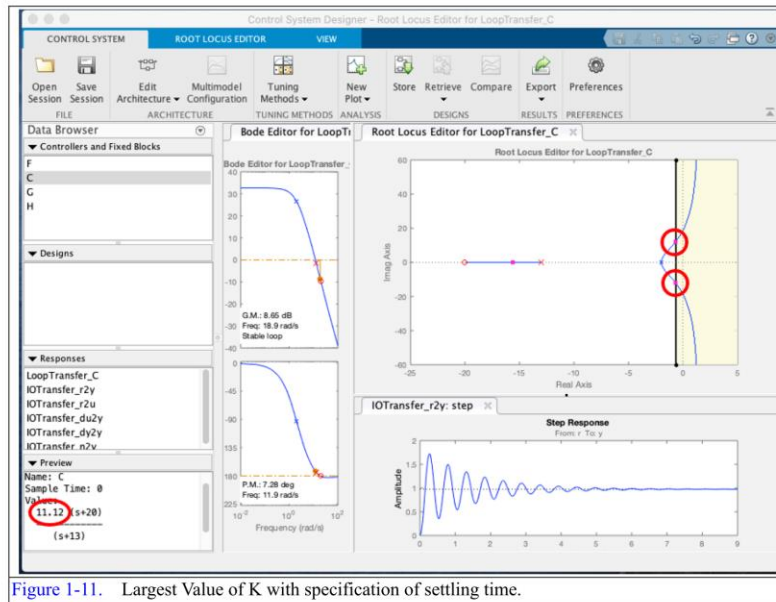 Control System Designer - Root Locus Editor for LoopTransfer_C
CONTROL SYSTEM ROOT LOCUS EDITOR VIEW
Open Session
Save Session
Edit Architecture
Multimodel Configuration
Tuning Methods
New Plot
Store
Retrieve
Compare
Export
Preferences
FILE ARCHITECTURE TUNING METHODS ANALYSIS DESIGNS RESULTS PREFERENCES
Data Browser
Controllers and Fixed Blocks
F
C
G
H
Designs
Responses
LoopTransfer_C
IOTransfer_r2y
IOTransfer_r2u
IOTransfer_du2y
IOTransfer_dy2y
IOTransfer_n2y
Preview
Name: C
Sample Time: 0
Value:
11.12 (s+20)
(s+13)
Bode Editor for LoopTr
Bode Editor for LoopTransfer_
40
30
20
10
0
-10
-20
-30
-40
G.M.: 8.65 dB
Freq: 18.9 rad/s
Stable loop
0
-45
-90
135
180
225
P.M.: 7.28 deg
Freq: 11.9 rad/s
10-2 100 102
Frequency (rad/s)
Root Locus Editor for LoopTransfer_C
Root Locus Editor for LoopTransfer_C
60
40
20
0
-20
-40
-60
Imag Axis
-25 -20 -15 -10 -5 0 5
Real Axis
IOTransfer_r2y: step
Step Response
From: r To: y
2
1.5
1
0.5
0
Amplitude
0 1 2 3 4 5 6 7 8 9
Figure 1-11. Largest Value of K with specification of settling time.